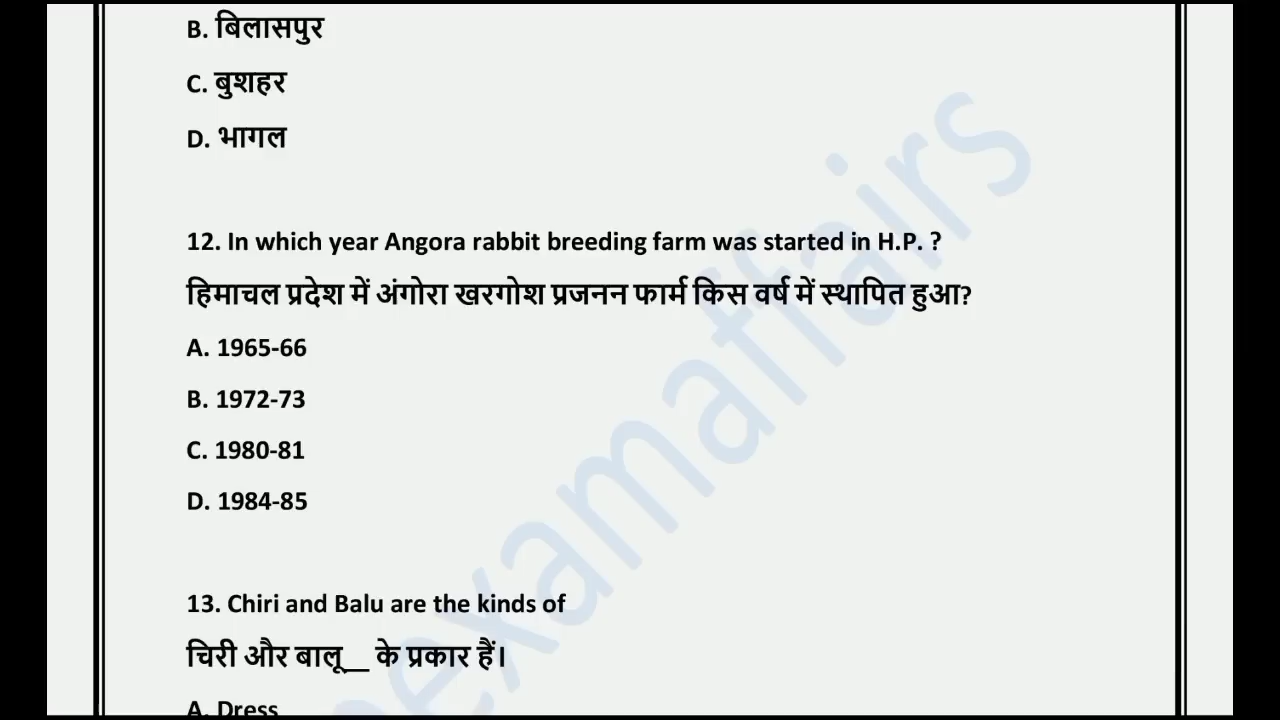 B. बिलासपुर
C. बुशहर
D. भागल
12. In which year Angora rabbit breeding farm was started in H.P. ?
हिमाचल प्रदेश में अंगोरा खरगोश प्रजनन फार्म किस वर्ष में स्थापित हुआ?
A. 1965-66
B. 1972-73
C. 1980-81
D. 1984-85
13. Chiri and Balu are the kinds of
चिरी और बालू__ के प्रकार हैं।
A. Dress
examaffairs